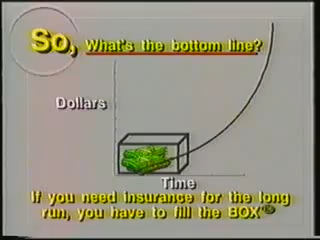 So, What's the bottom line?
Dollars
Time
If you need insurance for the long
run, you have to fill the BOX®